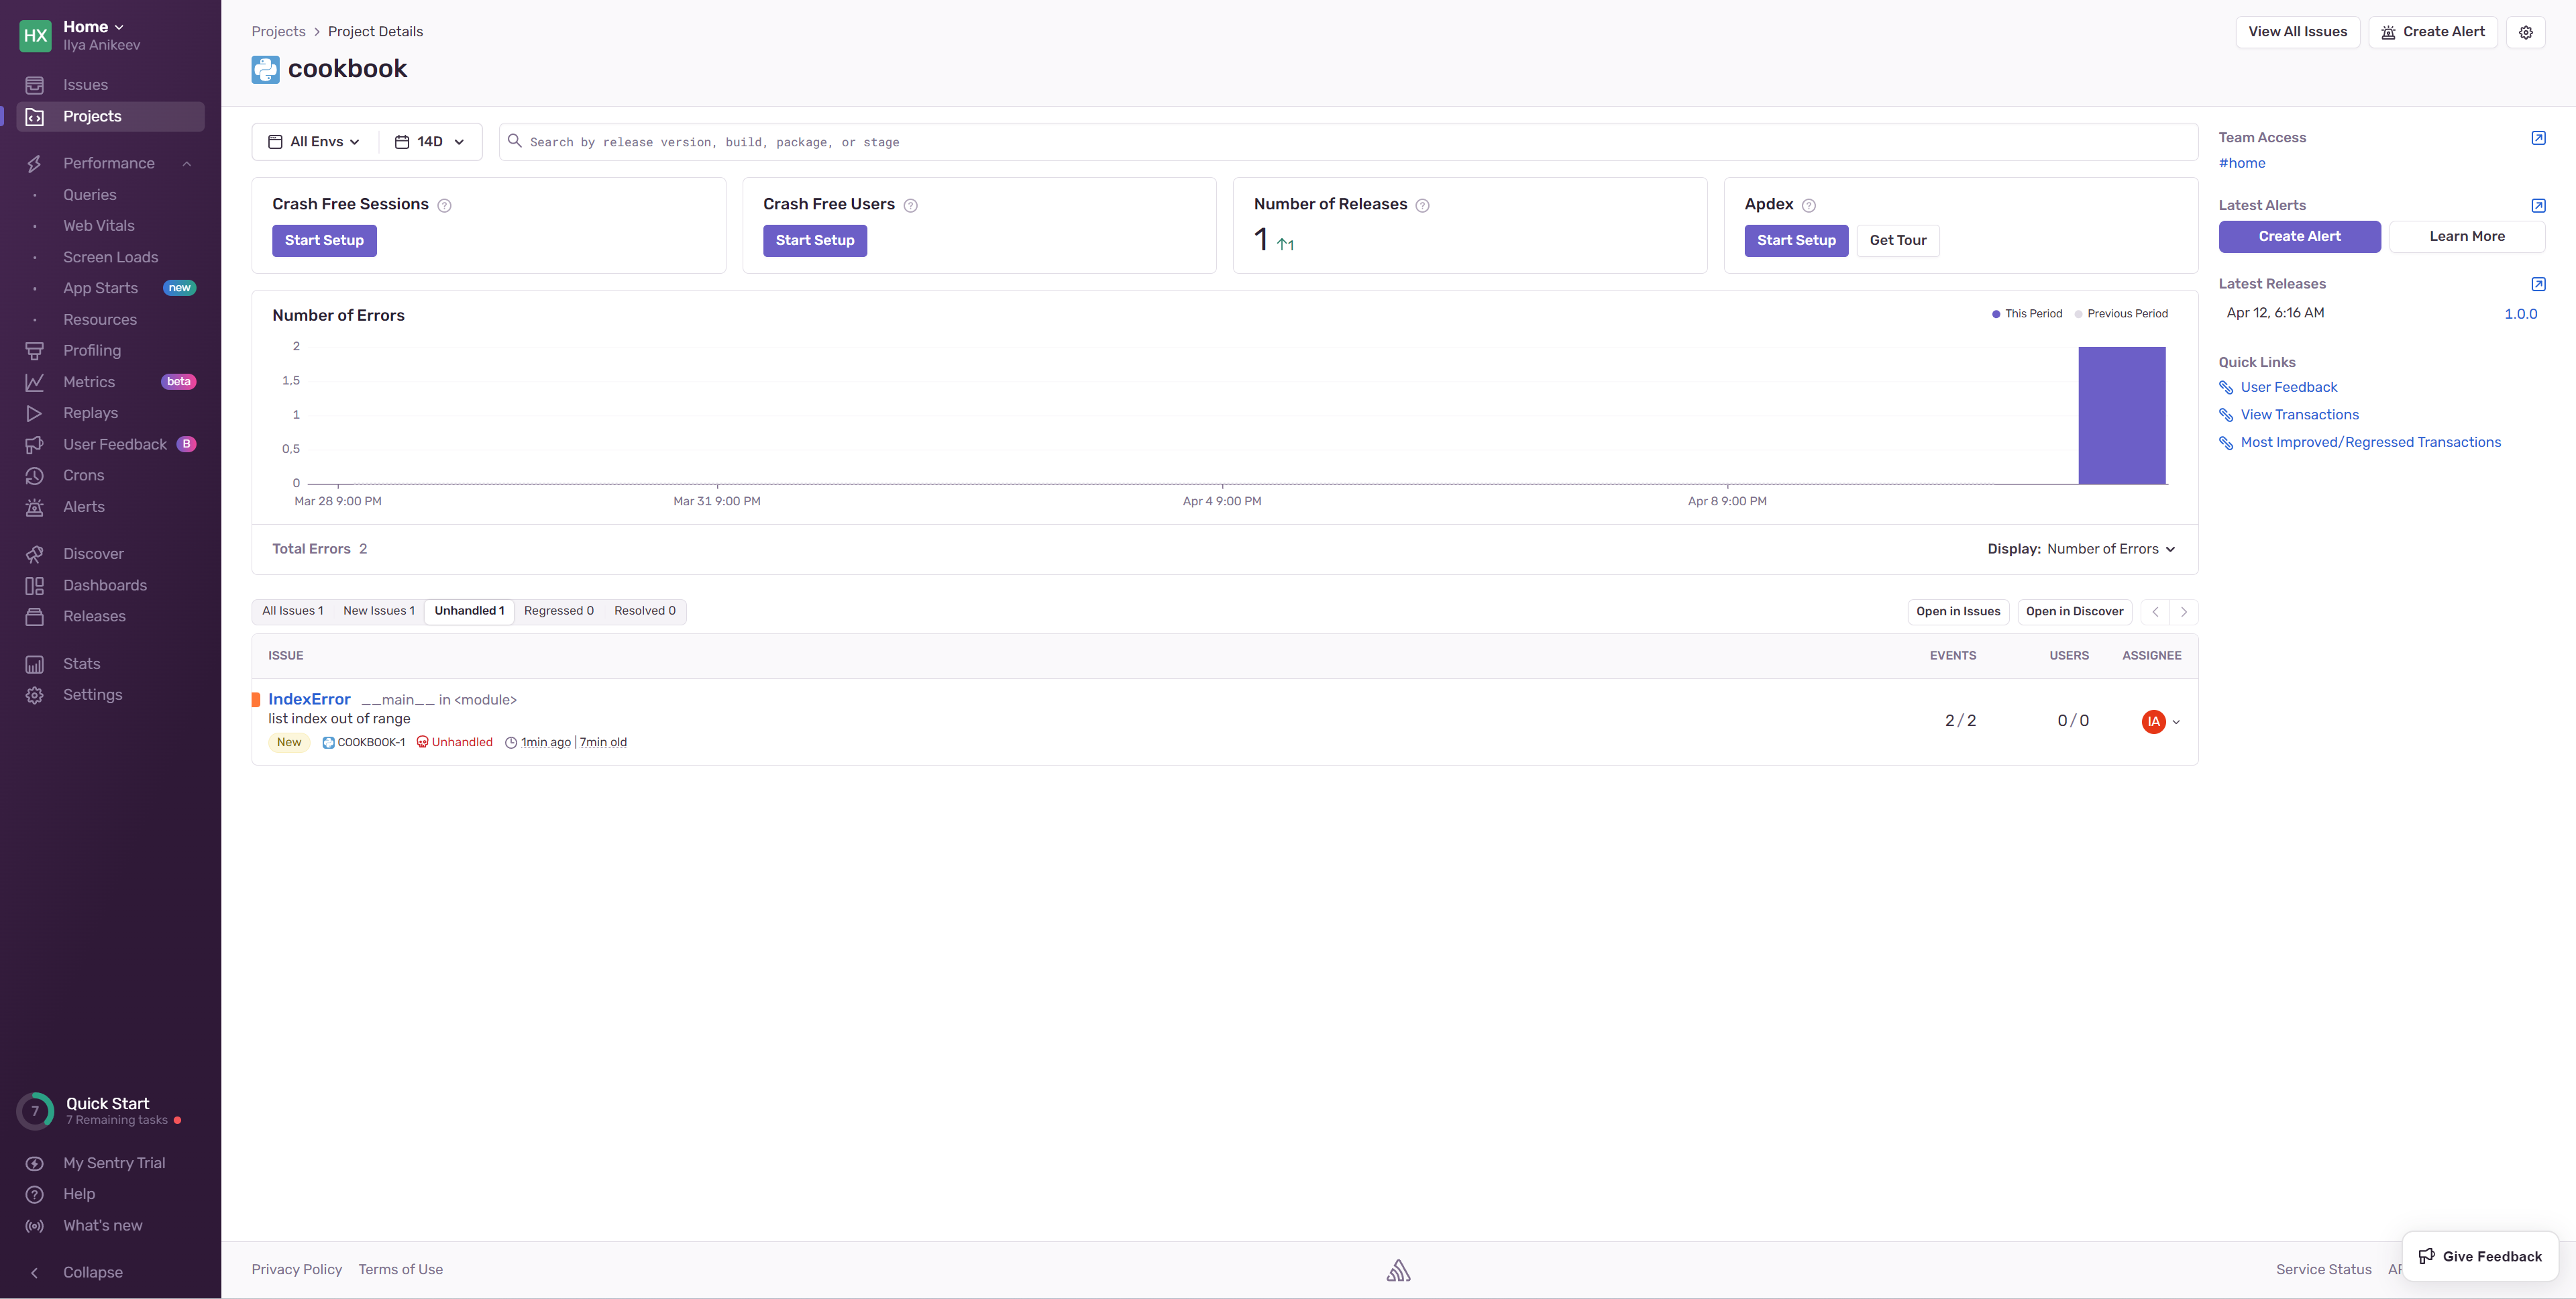 HX
Home
Ilya Anikeev
Issues
Projects
Performance
Queries
Web Vitals
Screen Loads
App Starts new
Resources
Profiling
Metrics beta
Replays
User Feedback B
Crons
Alerts
Discover
Dashboards
Releases
Stats
Settings
7
Quick Start
7 Remaining tasks
My Sentry Trial
? Help
What's new
Collapse
Projects > Project Details
cookbook
View All Issues
Create Alert
All Envs
14D
Search by release version, build, package, or stage
Crash Free Sessions ?
Start Setup
Crash Free Users ?
Start Setup
Number of Releases ?
1 ↑1
Apdex ?
Start Setup Get Tour
Number of Errors
This Period Previous Period
2
1,5
1
0,5
0
Mar 28 9:00 PM Mar 31 9:00 PM Apr 4 9:00 PM Apr 8 9:00 PM
Total Errors 2
Display: Number of Errors
All Issues 1 New Issues 1 Unhandled 1 Regressed 0 Resolved 0
Open in Issues Open in Discover
ISSUE EVENTS USERS ASSIGNEE
IndexError __main__ in <module>
list index out of range
New COOKBOOK-1 Unhandled 1min ago | 7min old
2 / 2 0 / 0 IA
Team Access
#home
Latest Alerts
Create Alert Learn More
Latest Releases
Apr 12, 6:16 AM 1.0.0
Quick Links
User Feedback
View Transactions
Most Improved/Regressed Transactions
Privacy Policy Terms of Use
Service Status
Give Feedback